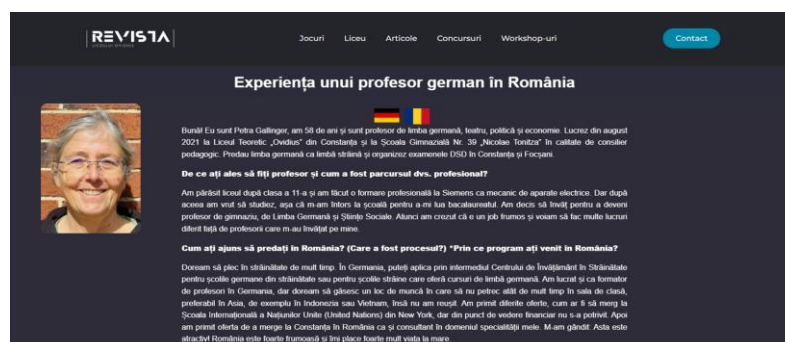 REVISTA
Jocuri Liceu Articole Concursuri Workshop-uri Contact
Experiența unui profesor german în România
Bună! Eu sunt Petra Gallinger, am 58 de ani și sunt profesor de limba germană, teatru, politică și economie. Lucrez din august
2021 la Liceul Teoretic „Ovidius” din Constanța și la Școala Gimnazială Nr. 39 „Nicolae Tonitza” în calitate de consilier
pedagogic. Predau limba germană ca limbă străină și organizez examenele DSD în Constanța și Focșani.
De ce ați ales să fiți profesor și cum a fost parcursul dvs. profesional?
Am părăsit liceul după clasa a 11-a și am făcut o formare profesională la Siemens ca mecanic de aparate electrice. Dar după
aceea am vrut să studiez, așa că m-am întors la școală pentru a-mi lua bacalaureatul. Am decis să învăț pentru a deveni
profesor de gimnaziu, de Limba Germană și Științe Sociale. Atunci am crezut că e un job frumos și voiam să fac multe lucruri
diferit față de profesorii care m-au învățat pe mine.
Cum ați ajuns să predați în România? (Care a fost procesul?) *Prin ce program ați venit în România?
Doream să plec în străinătate de mult timp. În Germania, puteți aplica prin intermediul Centrului de Învățământ în Străinătate
pentru școlile germane din străinătate sau pentru școlile străine care oferă cursuri de limbă germană. Am lucrat și ca formator
de profesori în Germania, dar doream să găsesc un loc de muncă în care să nu petrec atât de mult timp în sala de clasă,
preferabil în Asia, de exemplu în Indonezia sau Vietnam, însă nu am reușit. Am primit diferite oferte, cum ar fi să merg la
Școala Internațională a Națiunilor Unite (United Nations) din New York, dar din punct de vedere financiar nu s-a potrivit. Apoi
am primit oferta de a merge la Constanța în România ca și consultant în domeniul specialității mele. M-am gândit: Asta este
atractiv! România este foarte frumoasă și îmi place foarte mult viața la mare.